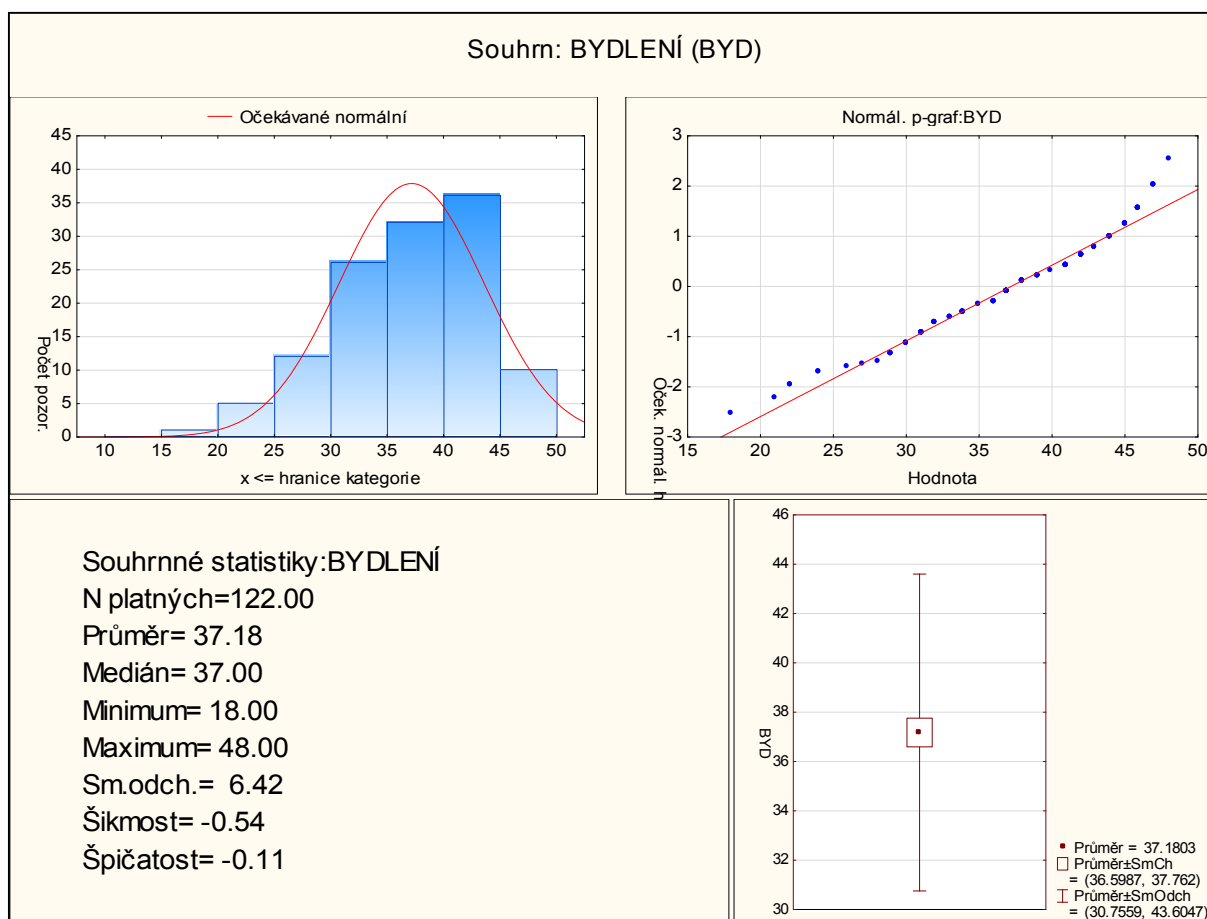 Souhrn: BYDLENÍ (BYD)
Očekávané normální
45
40
35
30
25
20
15
10
5
0
Počet pozor.
10 15 20 25 30 35 40 45 50
x <= hranice kategorie
Normál. p-graf:BYD
3
2
1
0
-1
-2
-3
Oček. normál. h
15 20 25 30 35 40 45 50
Hodnota
Souhrnné statistiky:BYDLENÍ
N platných=122.00
Průměr= 37.18
Medián= 37.00
Minimum= 18.00
Maximum= 48.00
Sm.odch.= 6.42
Šikmost= -0.54
Špičatost= -0.11
46
44
42
40
38
36
34
32
30
BYD
Průměr = 37.1803
Průměr±SmCh
= (36.5987, 37.762)
Průměr±SmOdch
= (30.7559, 43.6047)